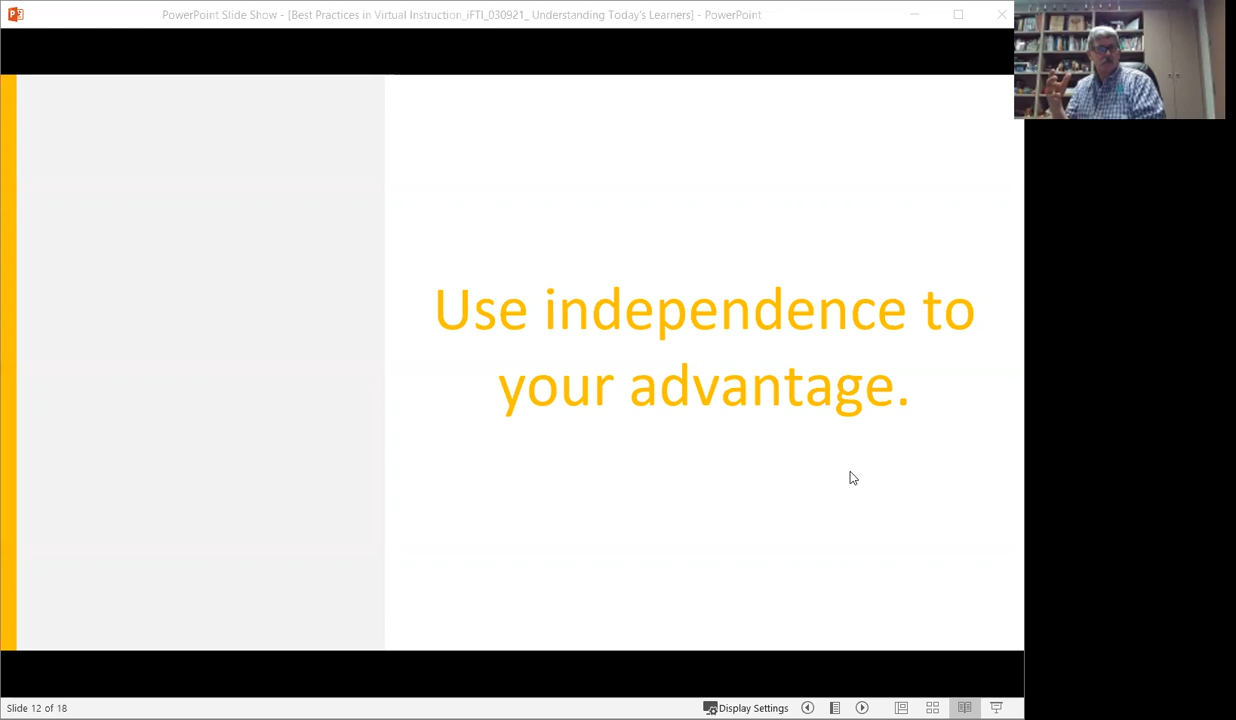 PowerPoint Slide Show - [Best Practices in Virtual Instruction_iFTI_030921_ Understanding Today's Learners] - PowerPoint
Use independence to
your advantage.
Slide 12 of 18
Display Settings